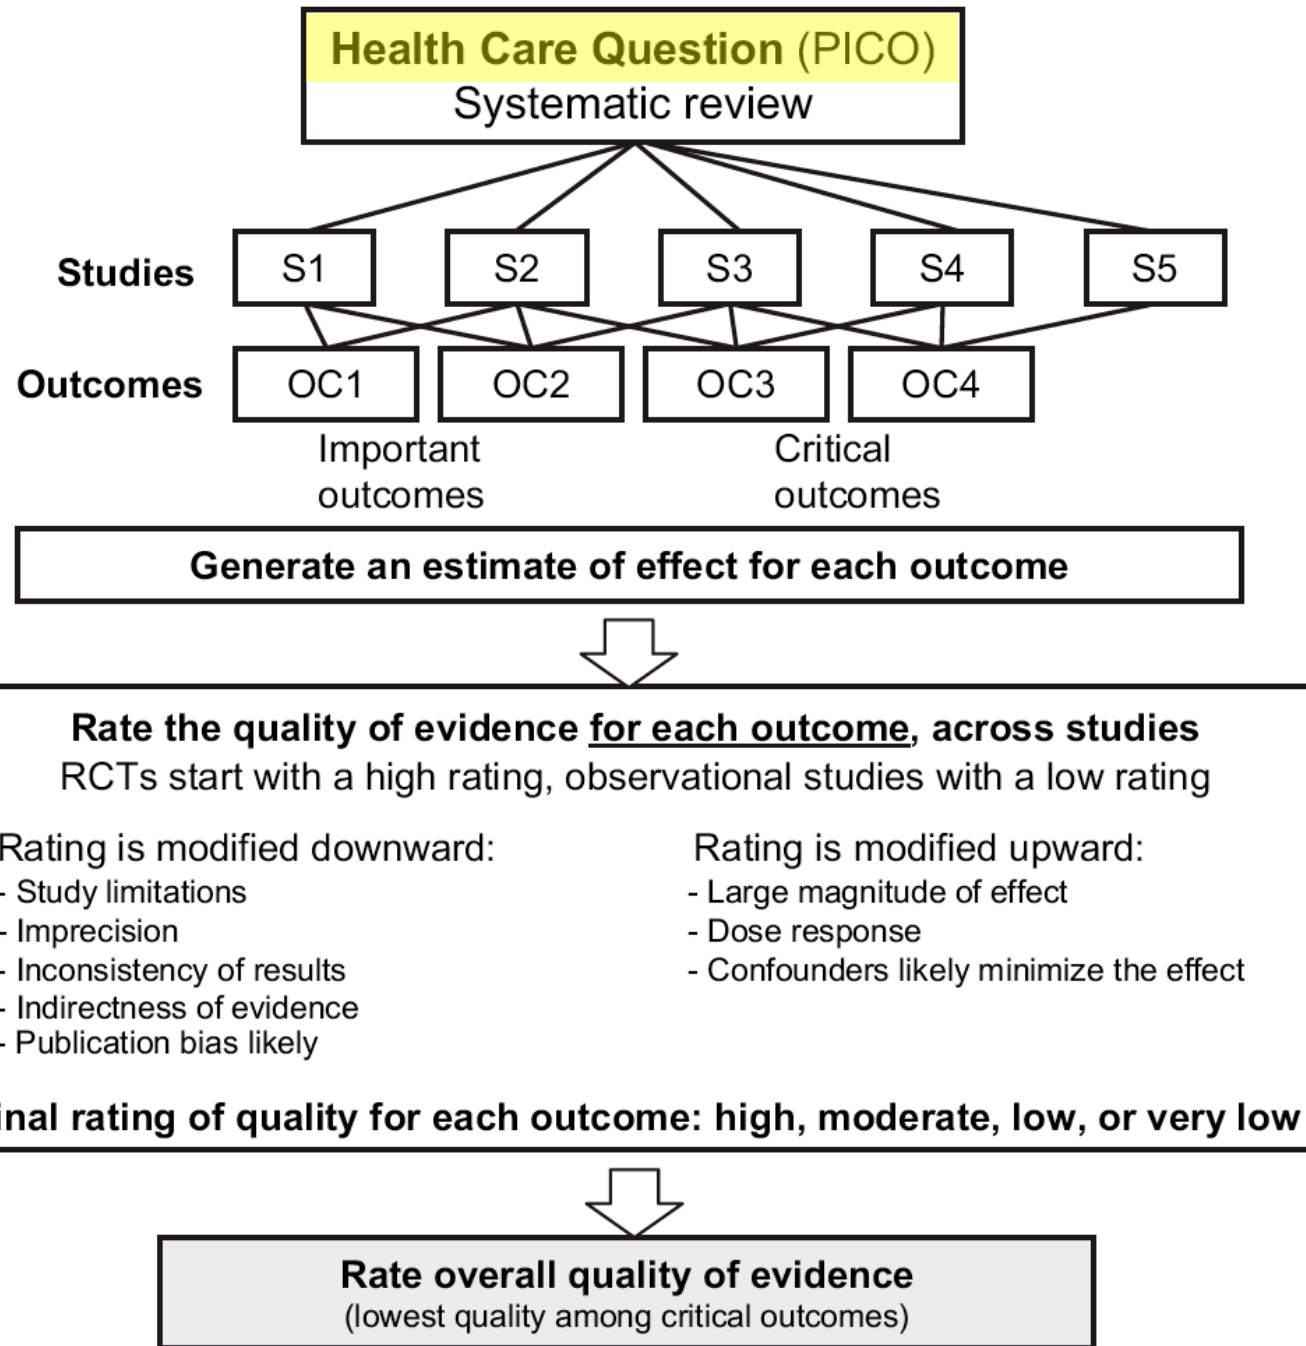 Health Care Question (PICO)
Systematic review
Studies S1 S2 S3 S4 S5
Outcomes OC1 OC2 OC3 OC4
Important Critical
outcomes outcomes
Generate an estimate of effect for each outcome
Rate the quality of evidence for each outcome, across studies
RCTs start with a high rating, observational studies with a low rating
Rating is modified downward:
- Study limitations
- Imprecision
- Inconsistency of results
- Indirectness of evidence
- Publication bias likely
Rating is modified upward:
- Large magnitude of effect
- Dose response
- Confounders likely minimize the effect
inal rating of quality for each outcome: high, moderate, low, or very low
Rate overall quality of evidence
(lowest quality among critical outcomes)